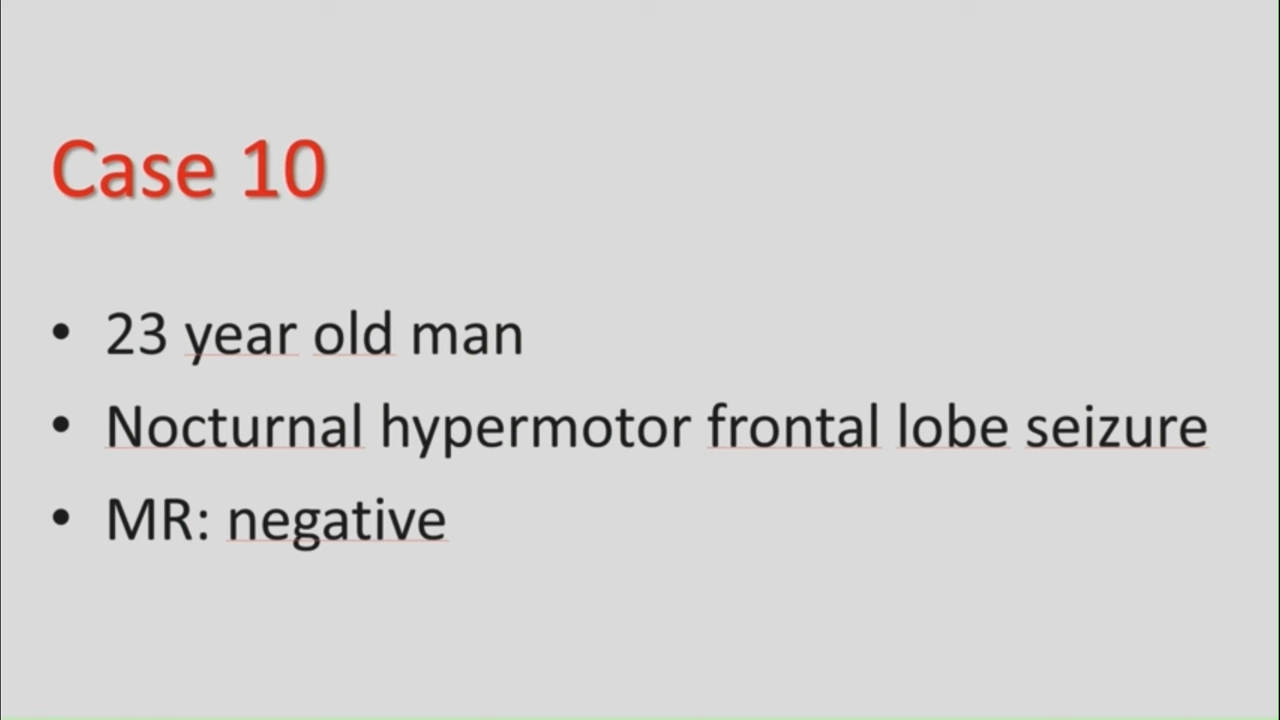 Case 10
• 23 year old man
• Nocturnal hypermotor frontal lobe seizure
• MR: negative